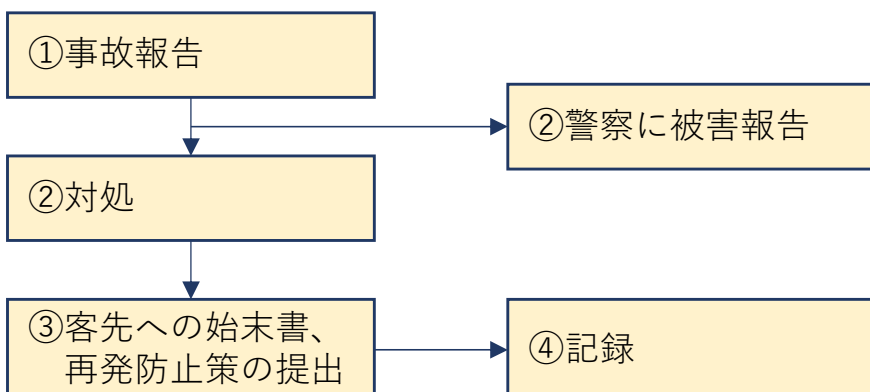 ①事故報告
②警察に被害報告
②対処
③客先への始末書、
再発防止策の提出
④記録